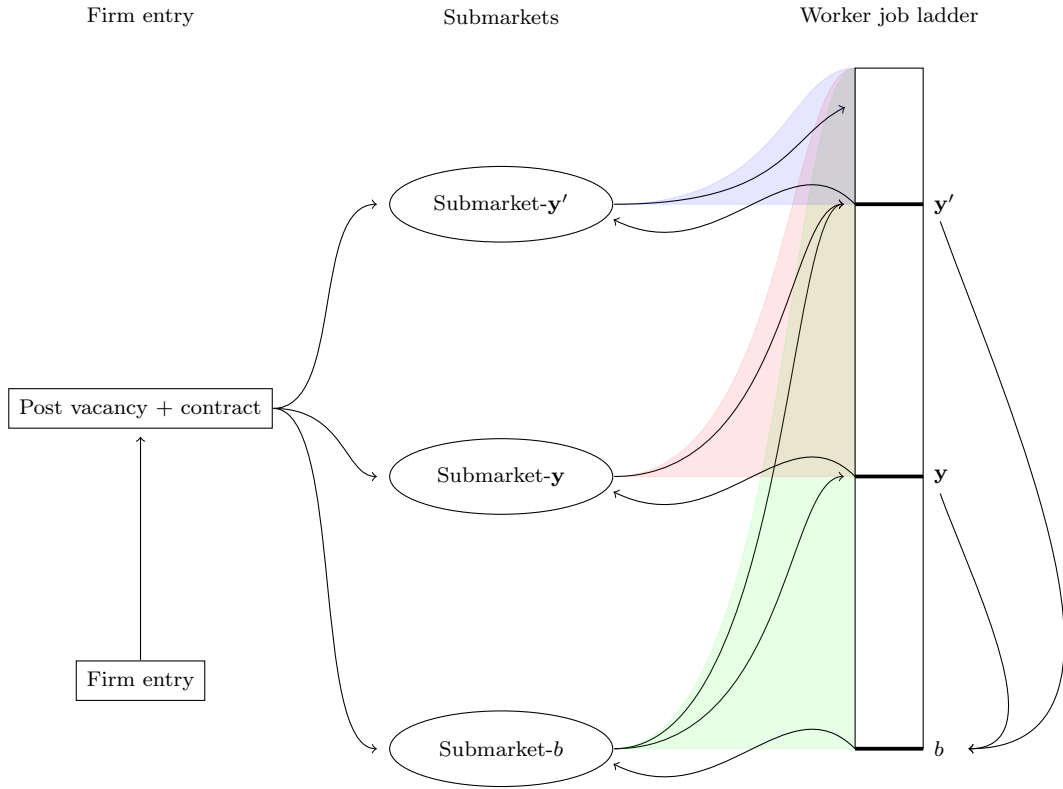 Firm entry
Submarkets
Worker job ladder
Submarket-y′
y′
Post vacancy + contract
Submarket-y
y
Firm entry
Submarket-b
b